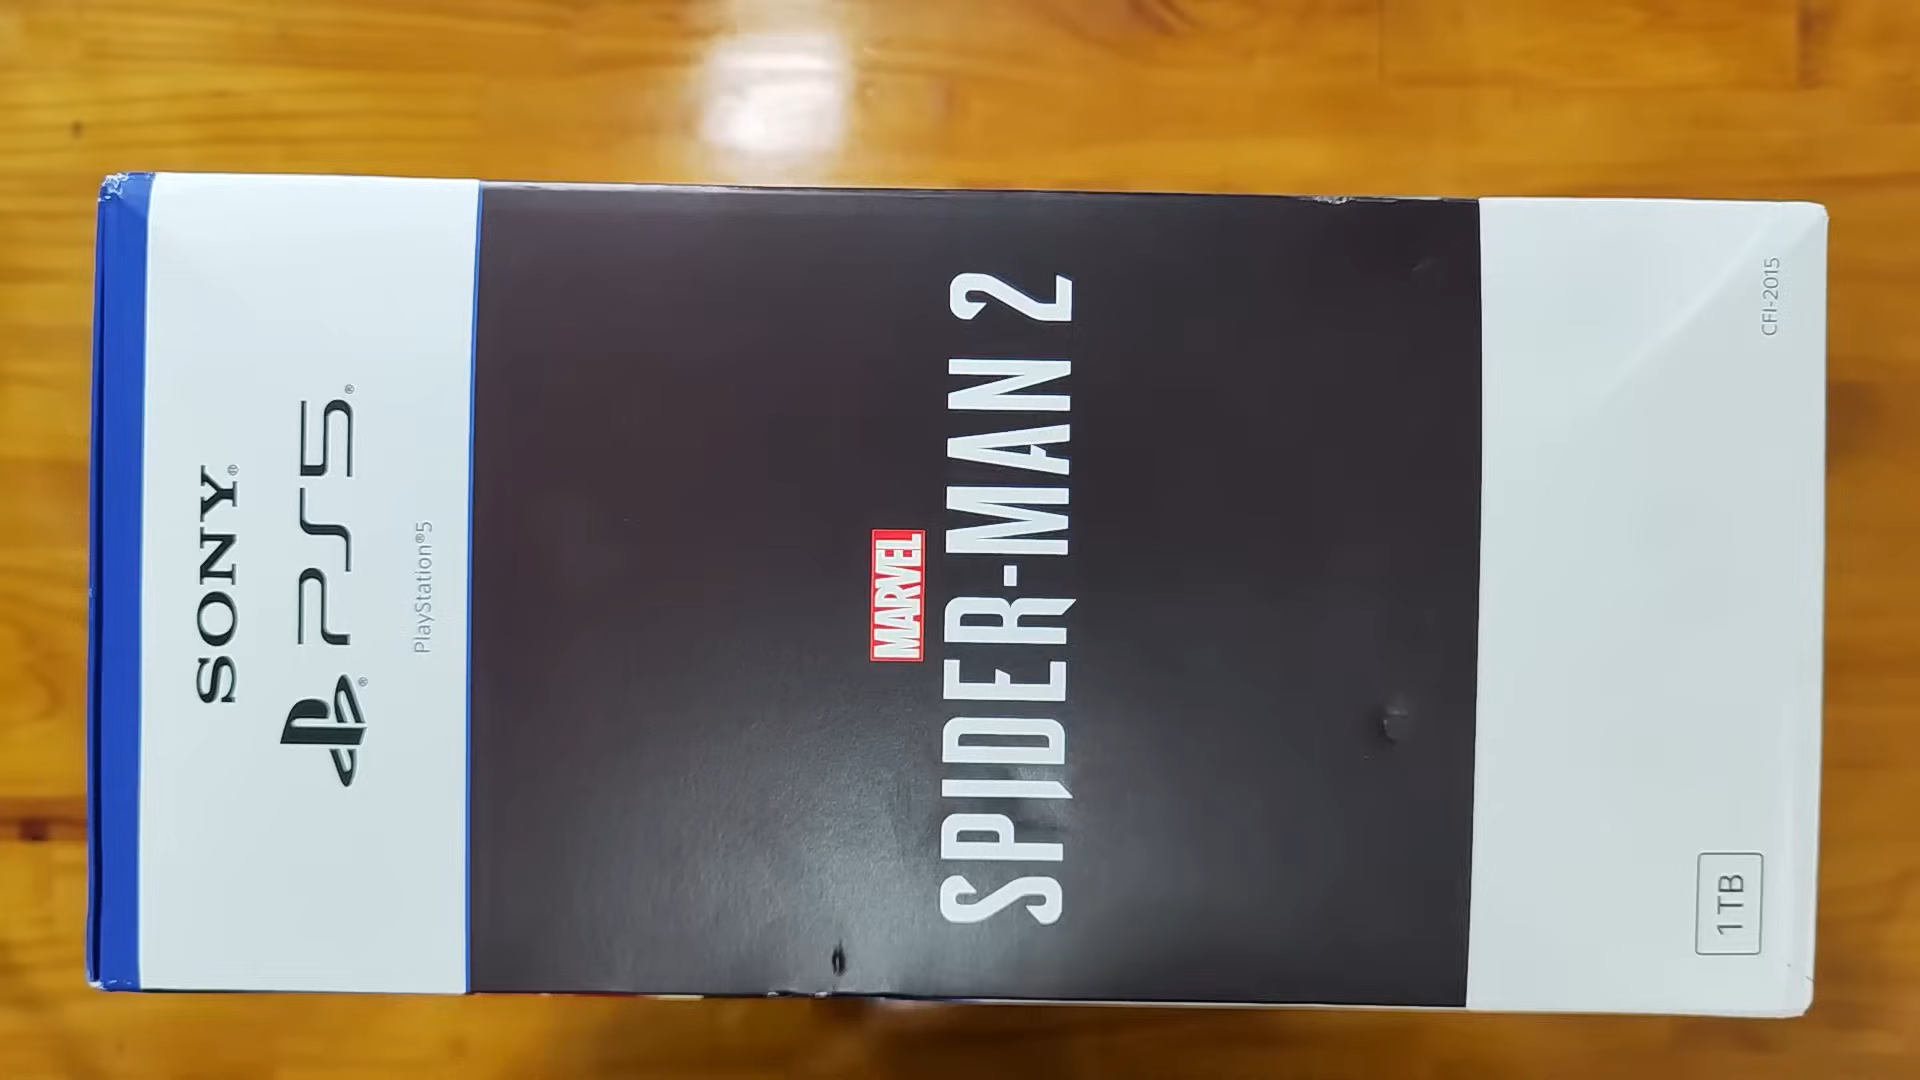 SONY®
PS5®
PlayStation®5
MARVEL
SPIDER-MAN 2
1TB
CFI-2015